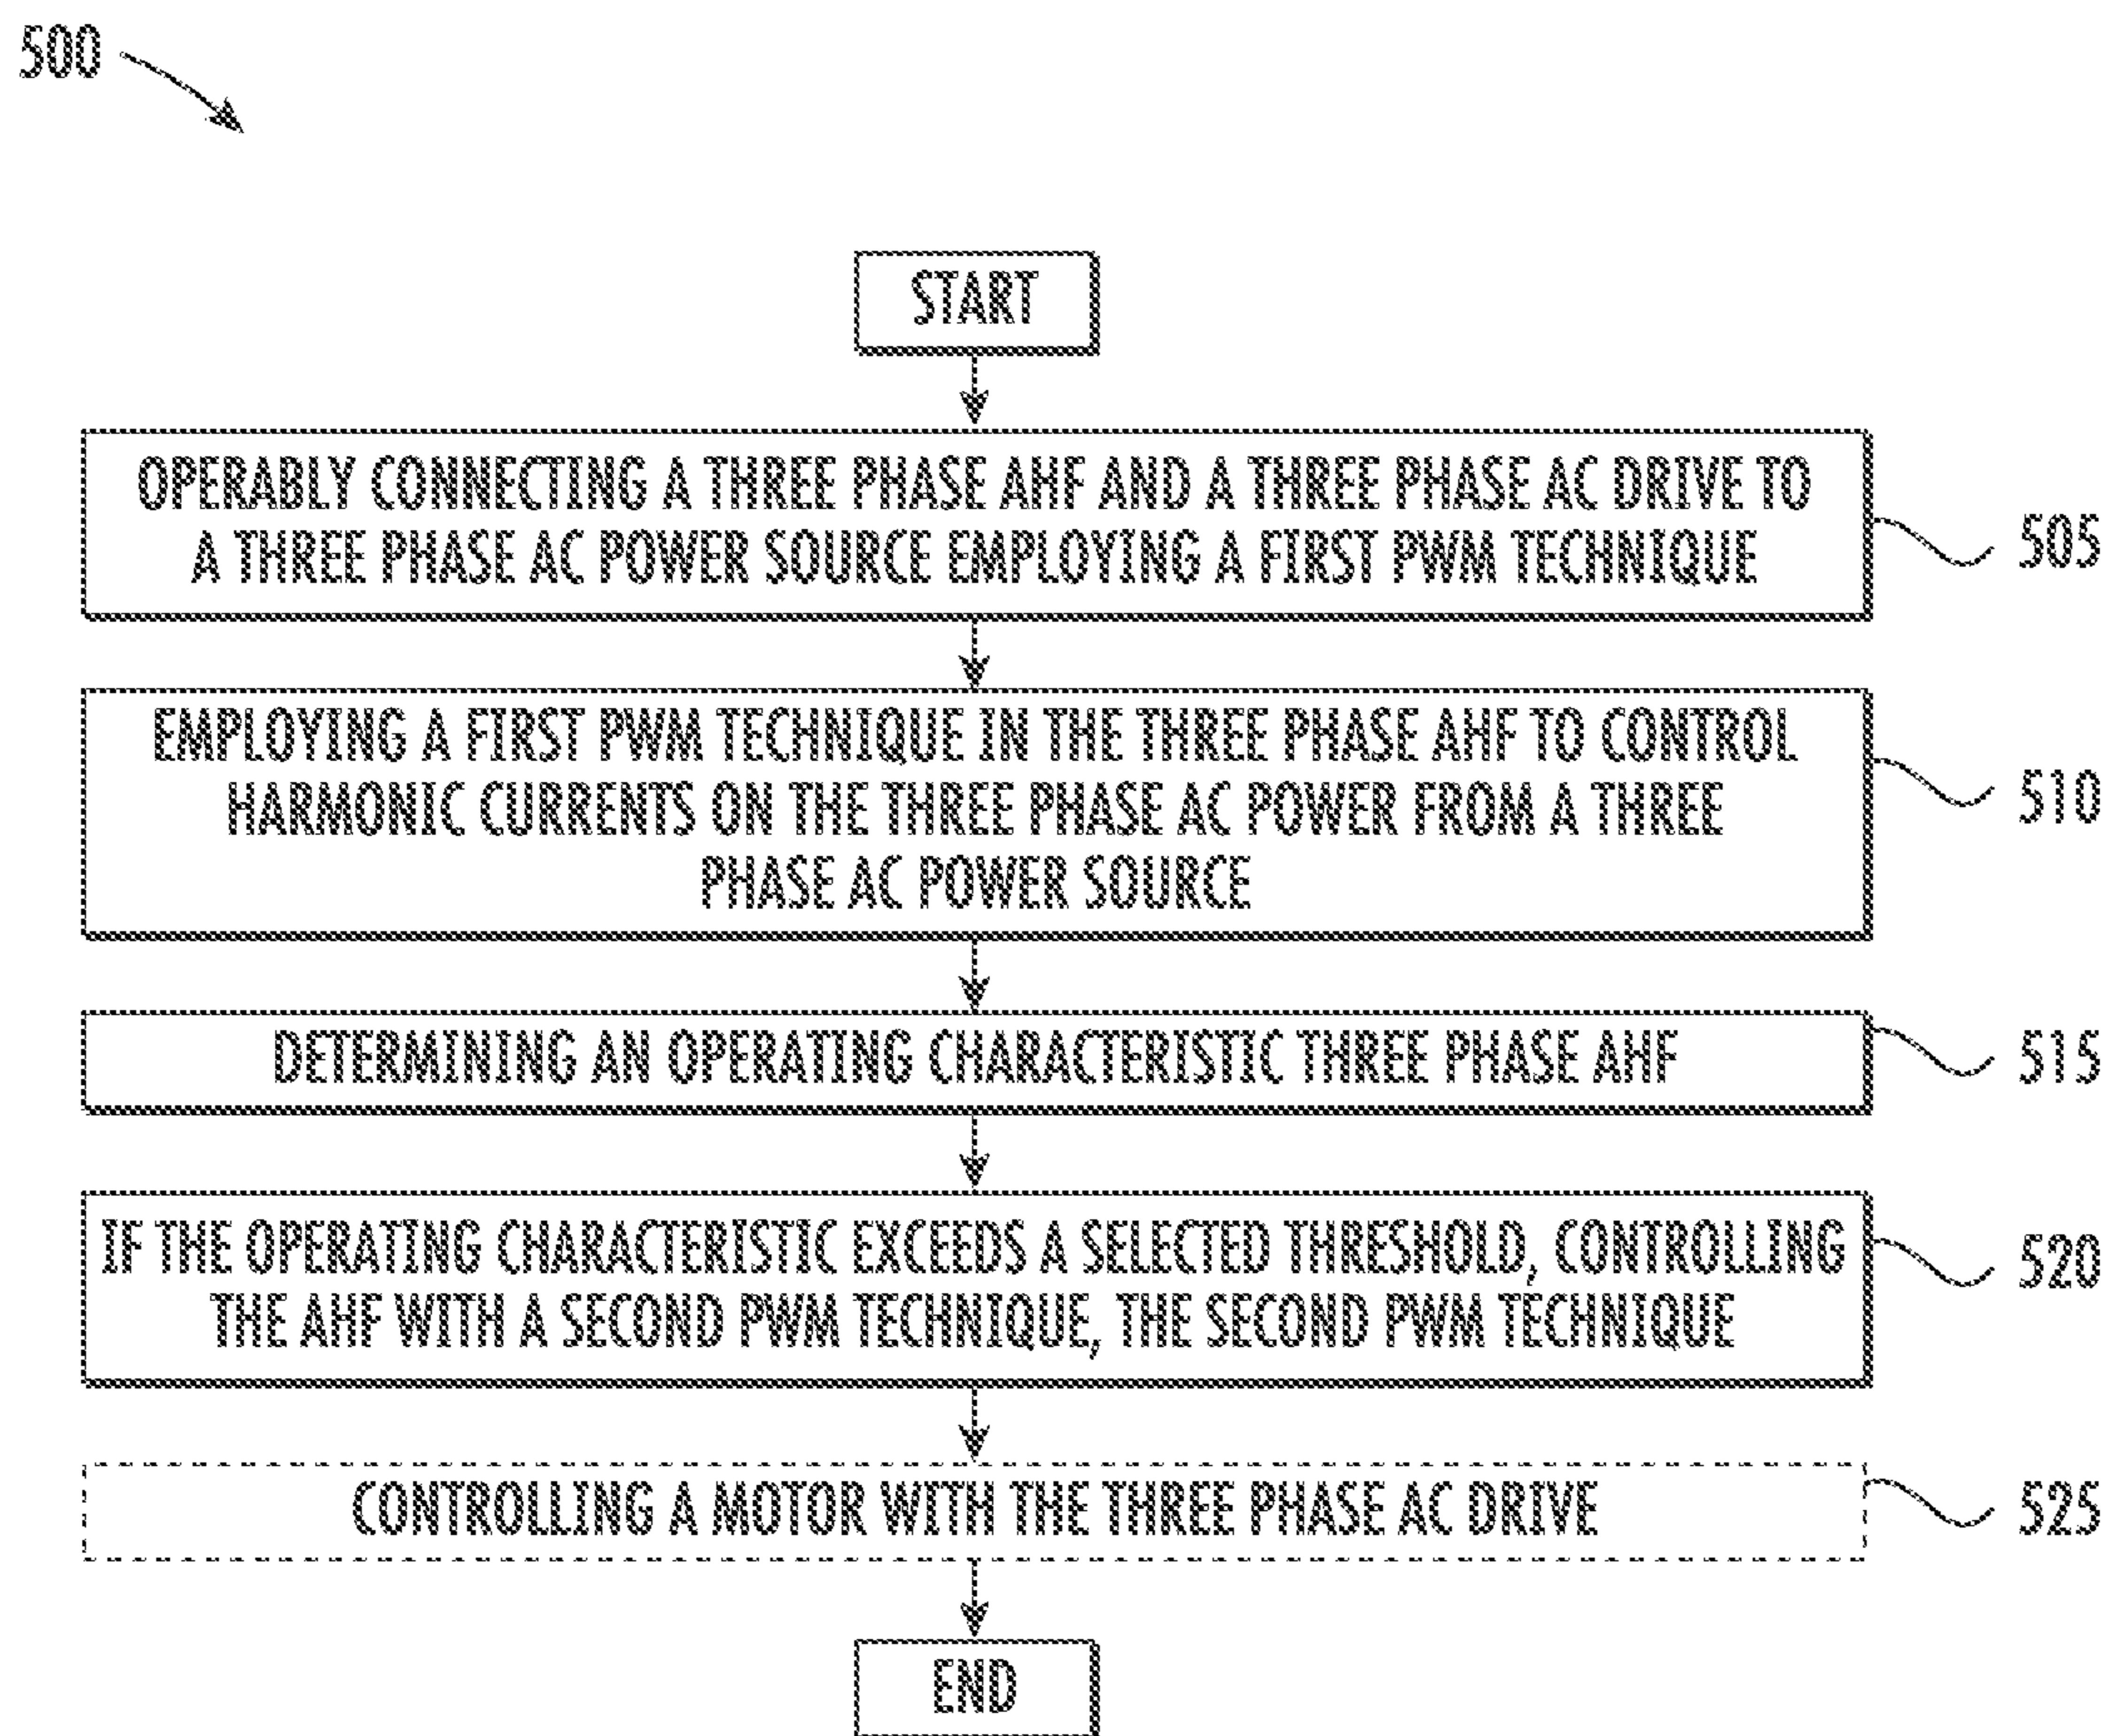 500
START
OPERABLY CONNECTING A THREE PHASE AHF AND A THREE PHASE AC DRIVE TO
A THREE PHASE AC POWER SOURCE EMPLOYING A FIRST PWM TECHNIQUE
505
EMPLOYING A FIRST PWM TECHNIQUE IN THE THREE PHASE AHF TO CONTROL
HARMONIC CURRENTS ON THE THREE PHASE AC POWER FROM A THREE
PHASE AC POWER SOURCE
510
DETERMINING AN OPERATING CHARACTERISTIC THREE PHASE AHF
515
IF THE OPERATING CHARACTERISTIC EXCEEDS A SELECTED THRESHOLD, CONTROLLING
THE AHF WITH A SECOND PWM TECHNIQUE, THE SECOND PWM TECHNIQUE
520
CONTROLLING A MOTOR WITH THE THREE PHASE AC DRIVE
525
END